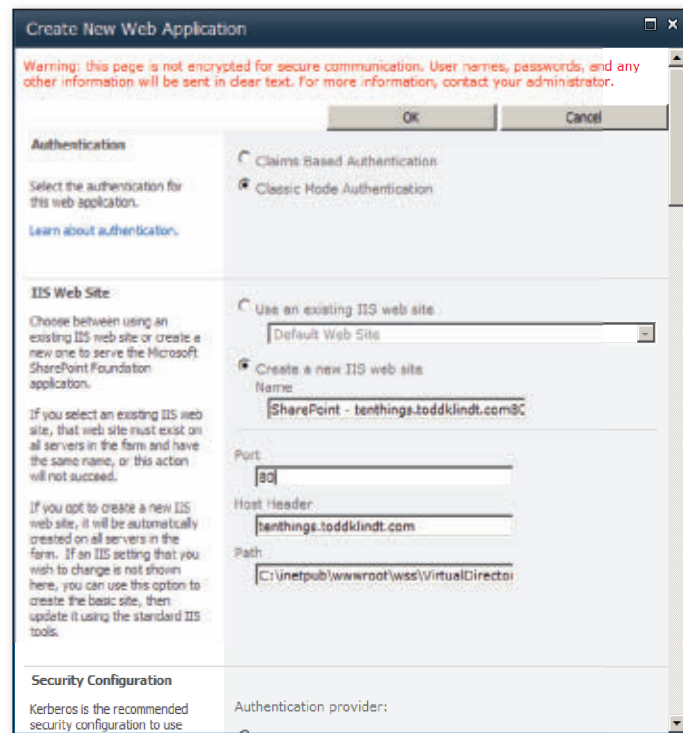 Create New Web Application
Warning: this page is not encrypted for secure communication. User names, passwords, and any
other information will be sent in clear text. For more information, contact your administrator.
OK
Cancel
Authentication
Select the authentication for
this web application.
Learn about authentication.
Claims Based Authentication
Classic Mode Authentication
IIS Web Site
Choose between using an
existing IIS web site or create a
new one to serve the Microsoft
SharePoint Foundation
application.
If you select an existing IIS web
site, that web site must exist on
all servers in the farm and have
the same name, or this action
will not succeed.
If you opt to create a new IIS
web site, it will be automatically
created on all servers in the
farm. If an IIS setting that you
wish to change is not shown
here, you can use this option to
create the basic site, then
update it using the standard IIS
tools.
Use an existing IIS web site
Default Web Site
Create a new IIS web site
Name
SharePoint - tenthings.toddklindt.com80
Port
80
Host Header
tenthings.toddklindt.com
Path
C:\inetpub\wwwroot\wss\VirtualDirector
Security Configuration
Kerberos is the recommended
security configuration to use
Authentication provider: